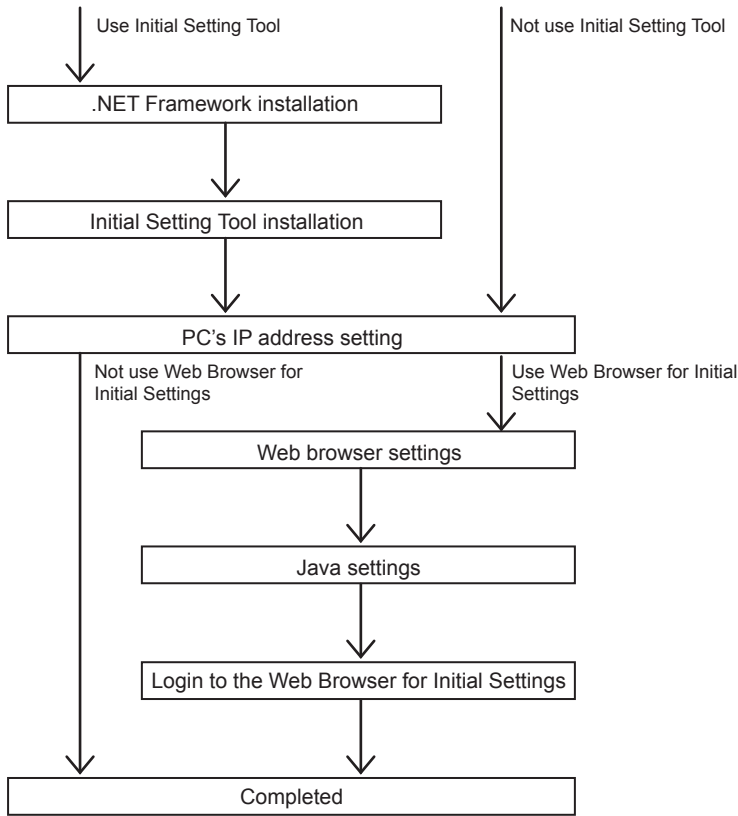 Use Initial Setting Tool
Not use Initial Setting Tool
.NET Framework installation
Initial Setting Tool installation
PC's IP address setting
Not use Web Browser for
Initial Settings
Use Web Browser for Initial
Settings
Web browser settings
Java settings
Login to the Web Browser for Initial Settings
Completed